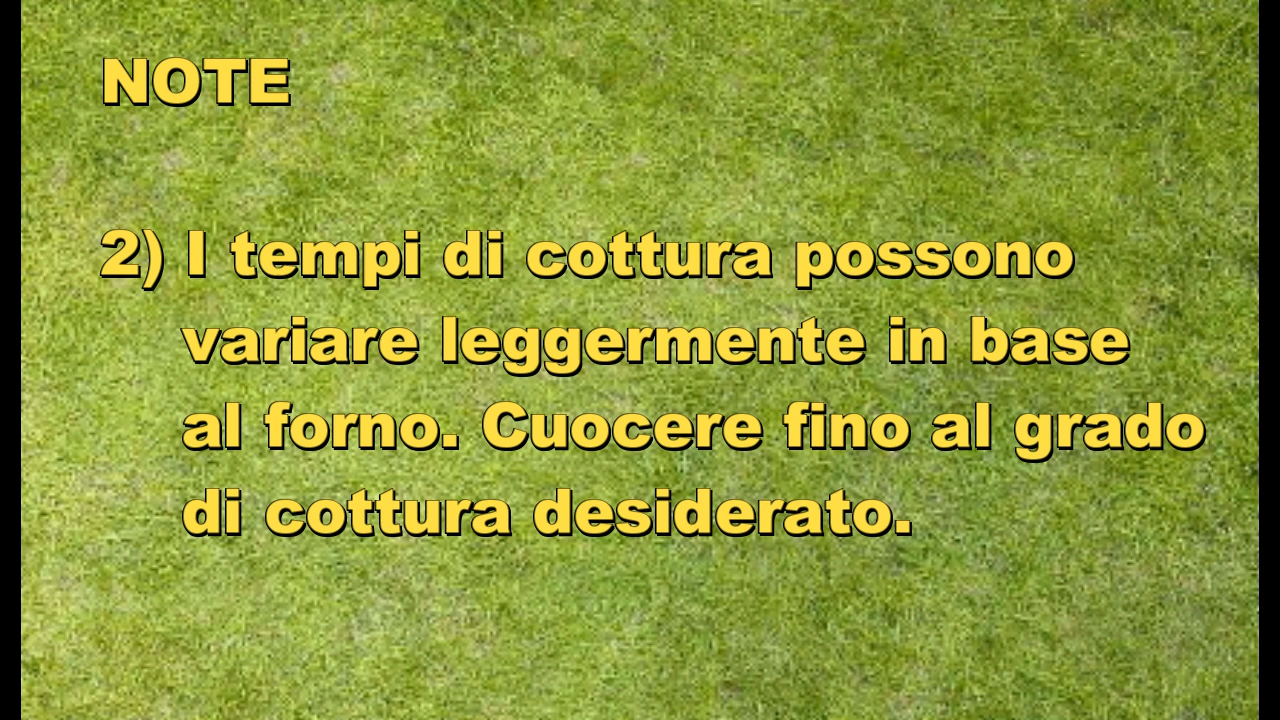 NOTE
2) I tempi di cottura possono
variare leggermente in base
al forno. Cuocere fino al grado
di cottura desiderato.